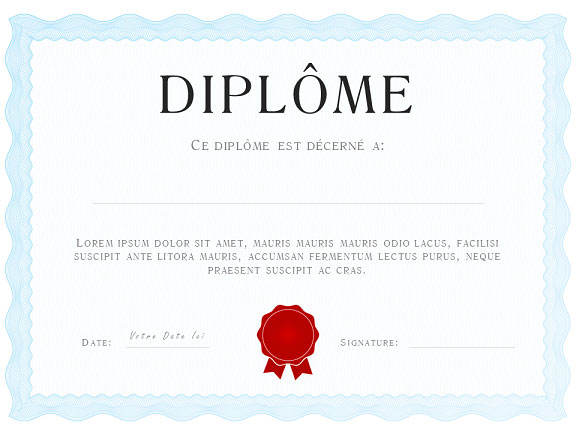 DIPLÔME
Ce diplôme est décerné a:
Lorem ipsum dolor sit amet, mauris mauris mauris odio lacus, facilisi
suscipit ante litora mauris, accumsan fermentum lectus purus, neque
praesent suscipit ac cras.
Date: Votre Date Ici Signature: